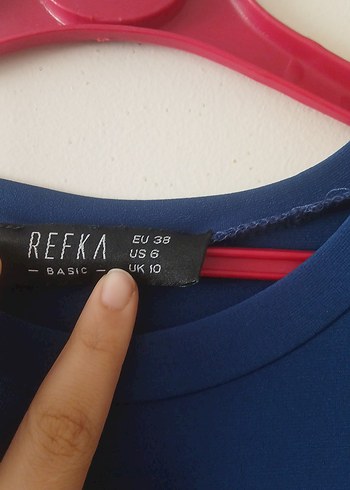 REFKA
— BASIC —
EU 38
US 6
UK 10